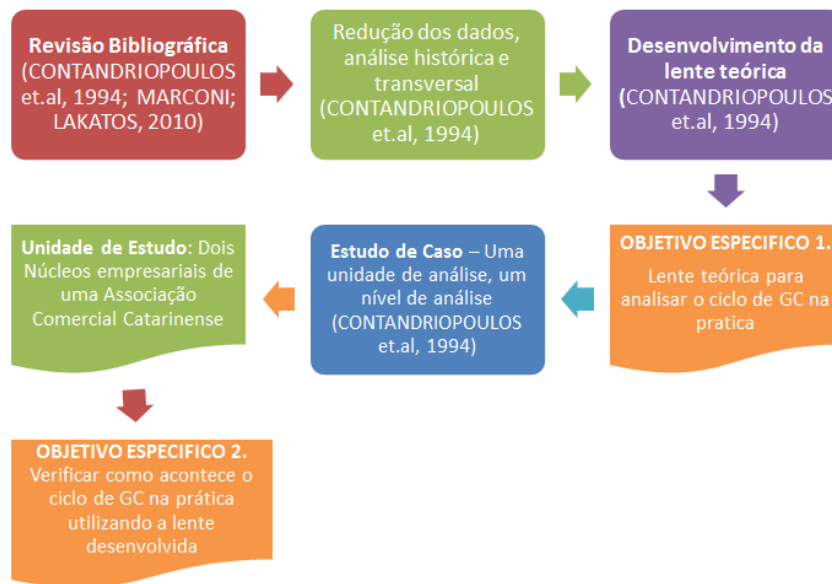 Revisão Bibliográfica
(CONTANDRIOPOULOS
et.al, 1994; MARCONI;
LAKATOS, 2010)
Redução dos dados,
análise histórica e
transversal
(CONTANDRIOPOULOS
et.al, 1994)
Desenvolvimento da
lente teórica
(CONTANDRIOPOULOS
et.al, 1994)
OBJETIVO ESPECIFICO 1.
Lente teórica para
analisar o ciclo de GC na
pratica
Estudo de Caso – Uma
unidade de análise, um
nível de análise
(CONTANDRIOPOULOS
et.al, 1994)
Unidade de Estudo: Dois
Núcleos empresariais de
uma Associação
Comercial Catarinense
OBJETIVO ESPECIFICO 2.
Verificar como acontece o
ciclo de GC na prática
utilizando a lente
desenvolvida